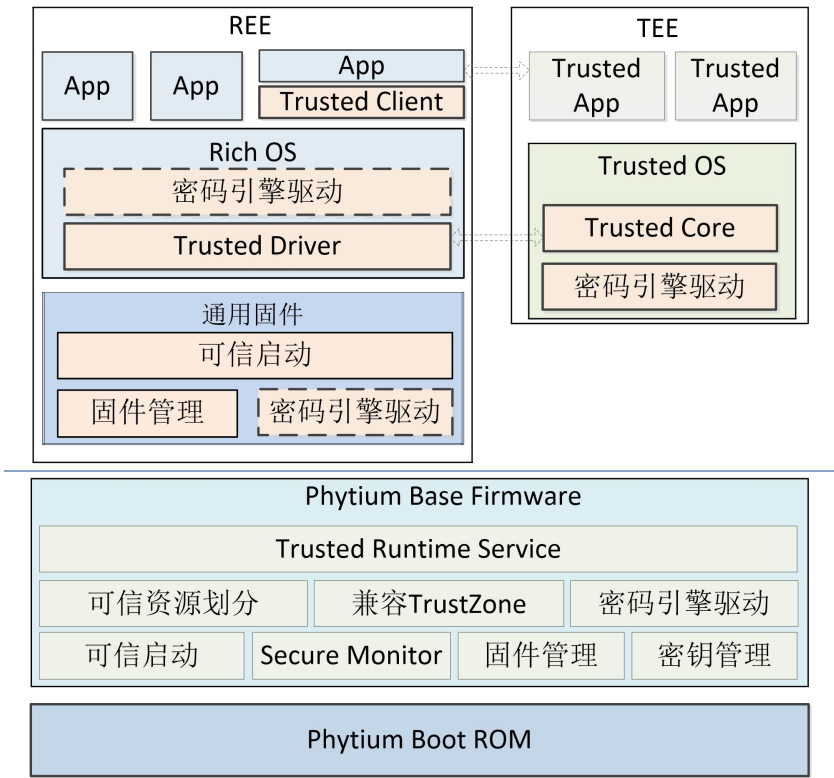 REE
App
App
App
Trusted Client
Rich OS
密码引擎驱动
Trusted Driver
通用固件
可信启动
固件管理
密码引擎驱动
TEE
Trusted
App
Trusted
App
Trusted OS
Trusted Core
密码引擎驱动
Phytium Base Firmware
Trusted Runtime Service
可信资源划分
兼容TrustZone
密码引擎驱动
可信启动
Secure Monitor
固件管理
密钥管理
Phytium Boot ROM